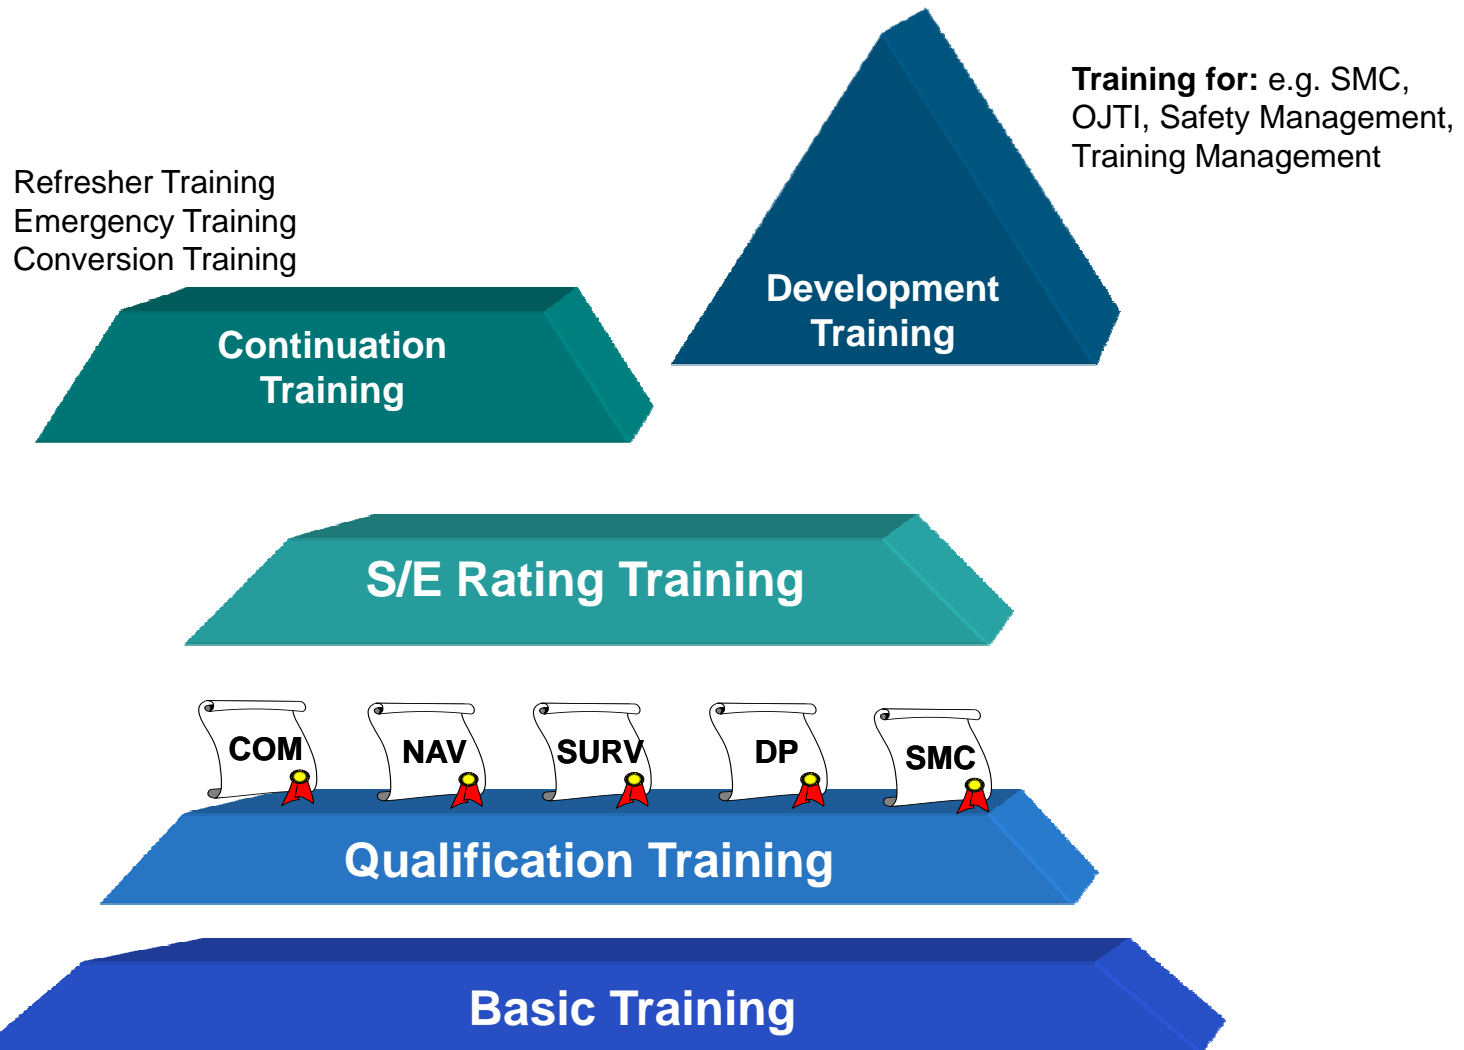 Training for: e.g. SMC,
OJTI, Safety Management,
Training Management
Refresher Training
Emergency Training
Conversion Training
Development
Training
Continuation
Training
S/E Rating Training
COM
NAV
SURV
DP
SMC
Qualification Training
Basic Training